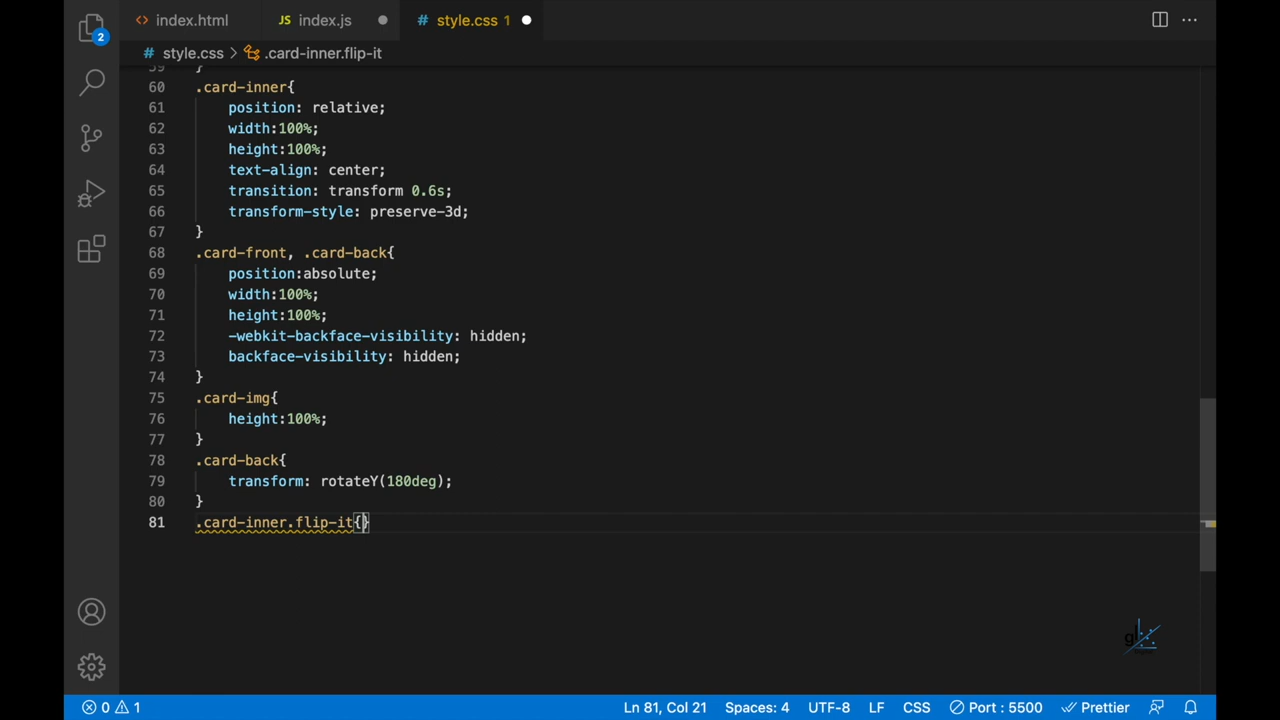 index.html
JS index.js
# style.css 1
2
# style.css > .card-inner.flip-it
59 }
60 .card-inner{
61 position: relative;
62 width:100%;
63 height:100%;
64 text-align: center;
65 transition: transform 0.6s;
66 transform-style: preserve-3d;
67 }
68 .card-front, .card-back{
69 position:absolute;
70 width:100%;
71 height:100%;
72 -webkit-backface-visibility: hidden;
73 backface-visibility: hidden;
74 }
75 .card-img{
76 height:100%;
77 }
78 .card-back{
79 transform: rotateY(180deg);
80 }
81 .card-inner.flip-it{}
0 1 Ln 81, Col 21 Spaces: 4 UTF-8 LF CSS Port : 5500 Prettier